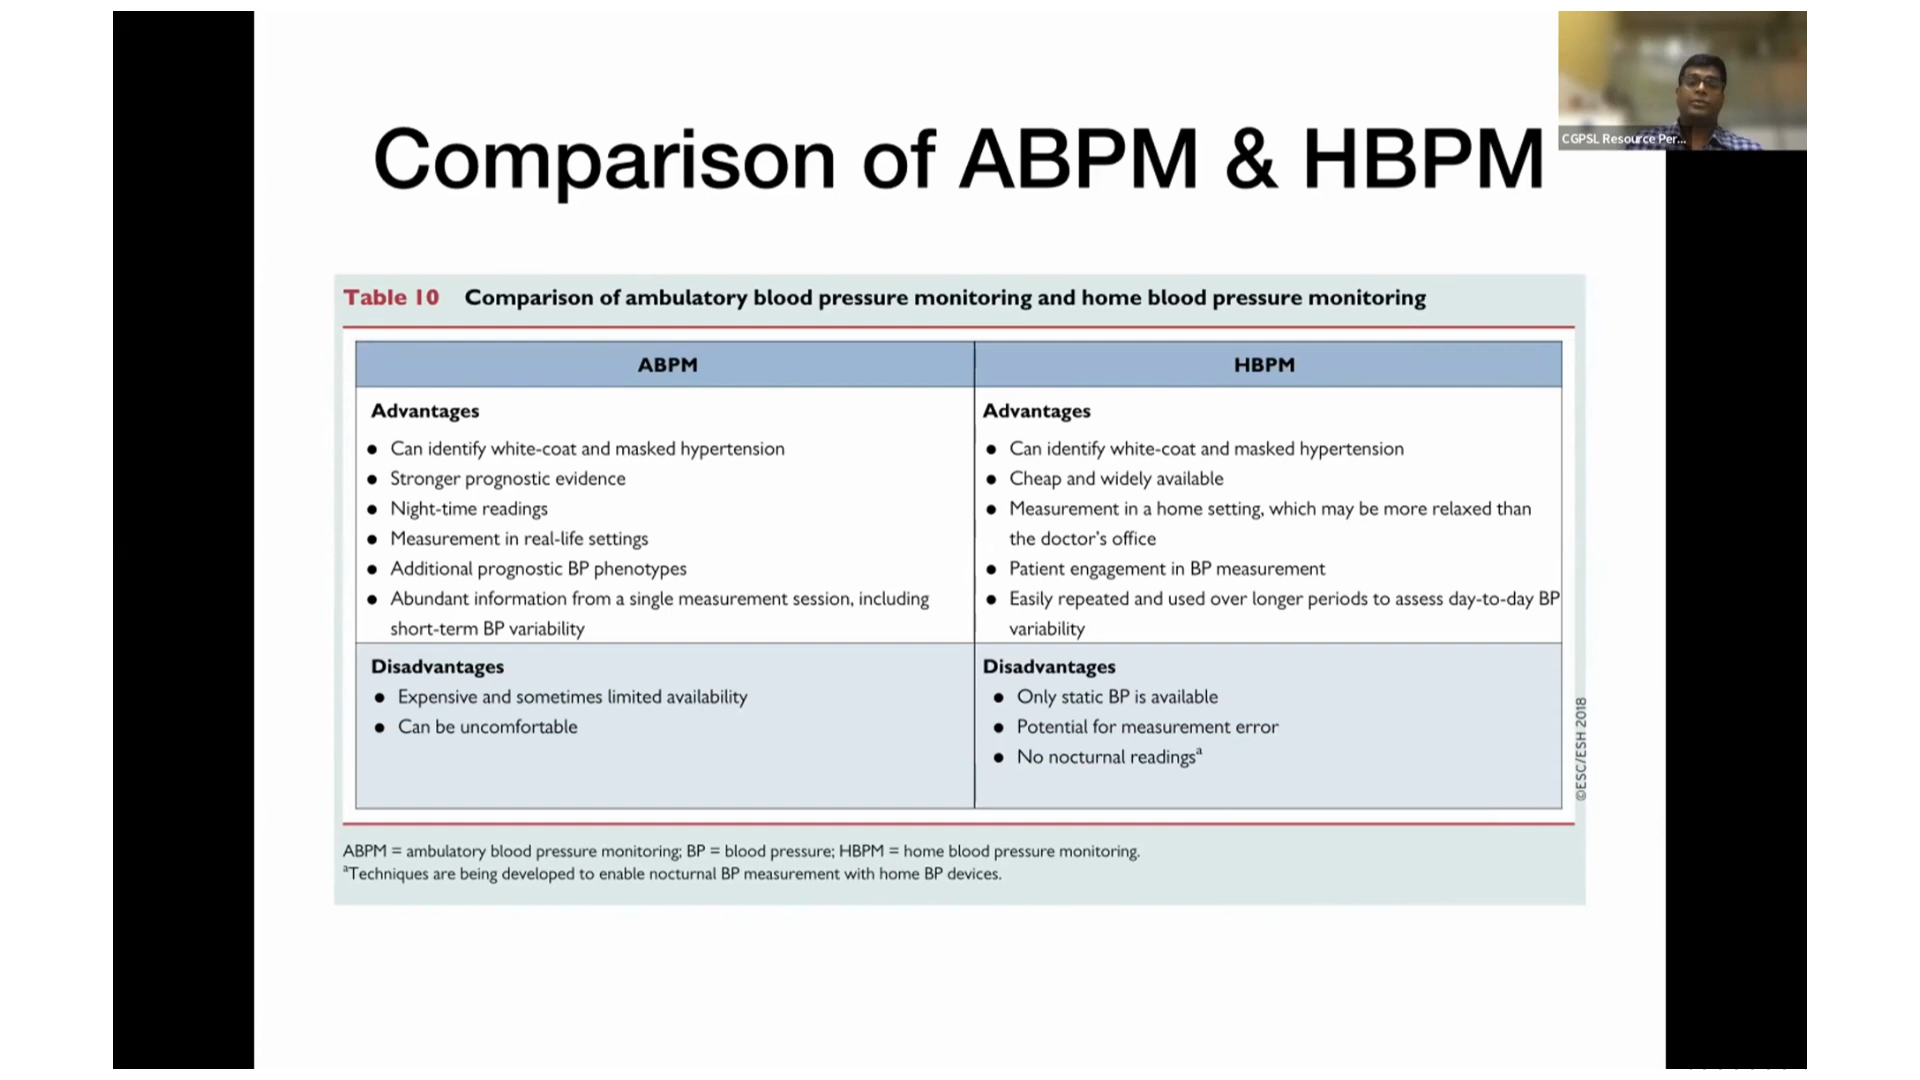 Comparison of ABPM & HBPM
CGPSL Resource Per...
Table 10 Comparison of ambulatory blood pressure monitoring and home blood pressure monitoring
ABPM
HBPM
Advantages
● Can identify white-coat and masked hypertension
● Stronger prognostic evidence
● Night-time readings
● Measurement in real-life settings
● Additional prognostic BP phenotypes
● Abundant information from a single measurement session, including
short-term BP variability
Advantages
● Can identify white-coat and masked hypertension
● Cheap and widely available
● Measurement in a home setting, which may be more relaxed than
the doctor's office
● Patient engagement in BP measurement
● Easily repeated and used over longer periods to assess day-to-day BP
variability
Disadvantages
● Expensive and sometimes limited availability
● Can be uncomfortable
Disadvantages
● Only static BP is available
● Potential for measurement error
● No nocturnal readingsᵃ
©ESC/ESH 2018
ABPM = ambulatory blood pressure monitoring; BP = blood pressure; HBPM = home blood pressure monitoring.
ᵃTechniques are being developed to enable nocturnal BP measurement with home BP devices.